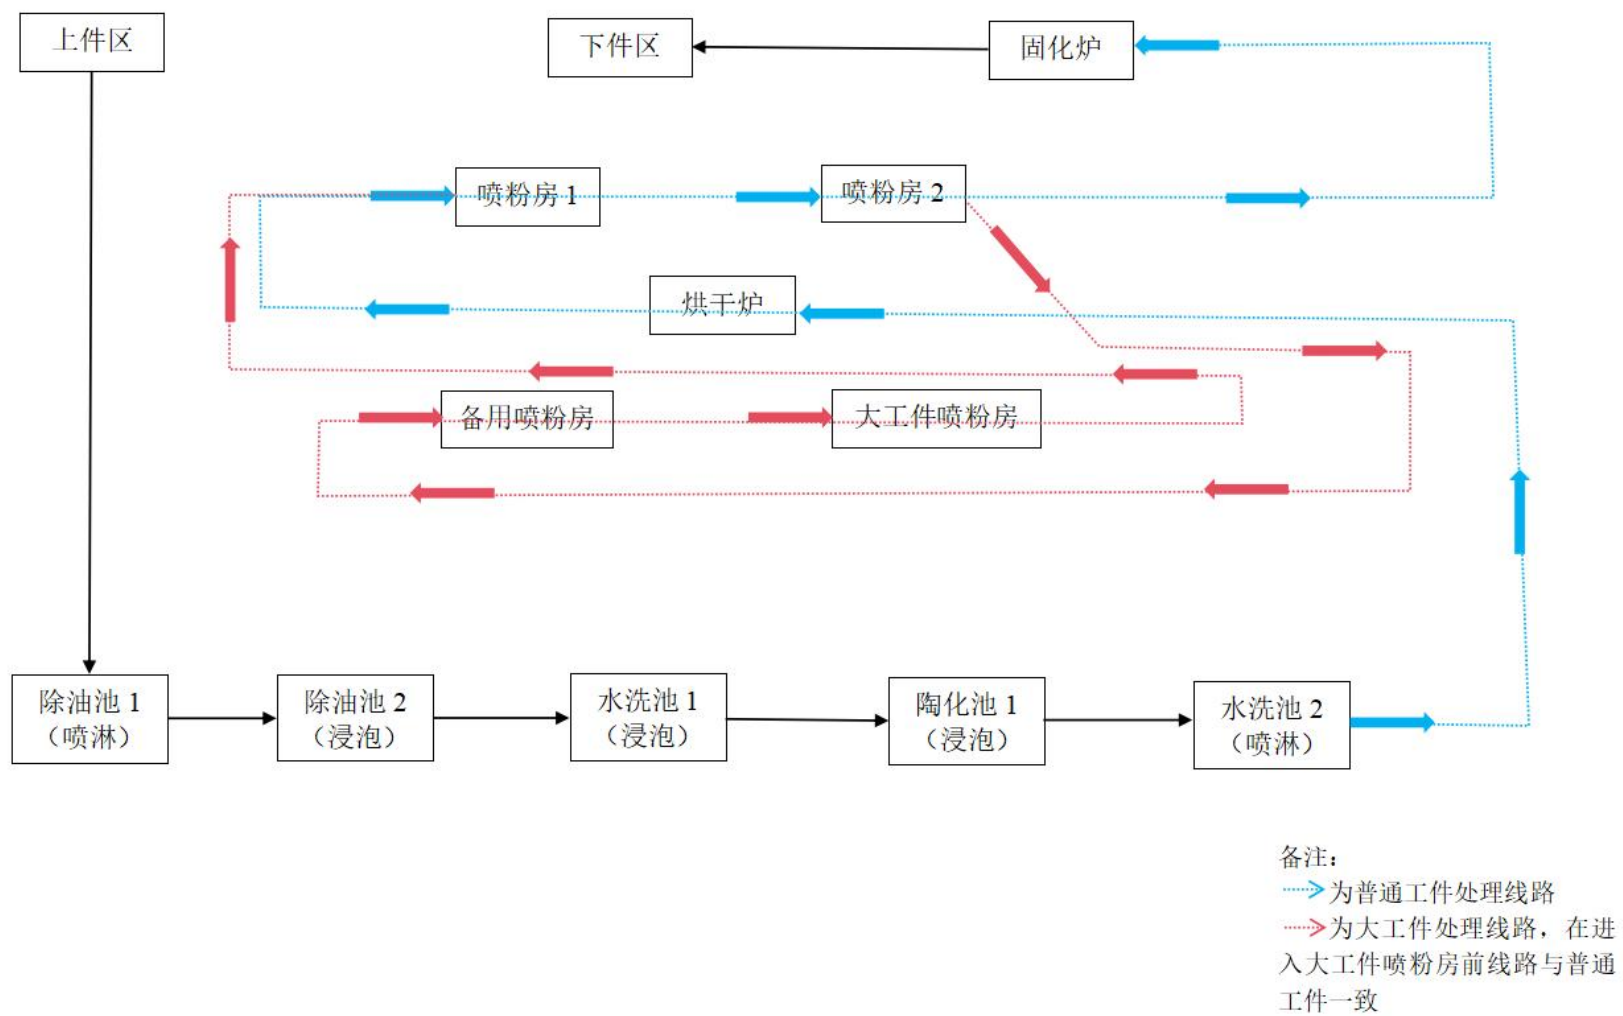 上件区
下件区
固化炉
喷粉房 1
喷粉房 2
烘干炉
备用喷粉房
大工件喷粉房
除油池 1
（喷淋）
除油池 2
（浸泡）
水洗池 1
（浸泡）
陶化池 1
（浸泡）
水洗池 2
（喷淋）
备注：
为普通工件处理线路
为大工件处理线路，在进
入大工件喷粉房前线路与普通
工件一致